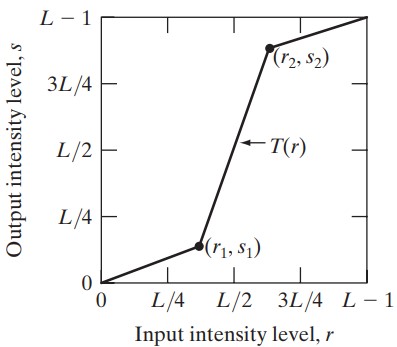 L − 1
(r₂, s₂)
3L/4
L/2
T(r)
L/4
(r₁, s₁)
0
0 L/4 L/2 3L/4 L − 1
Input intensity level, r
Output intensity level, s